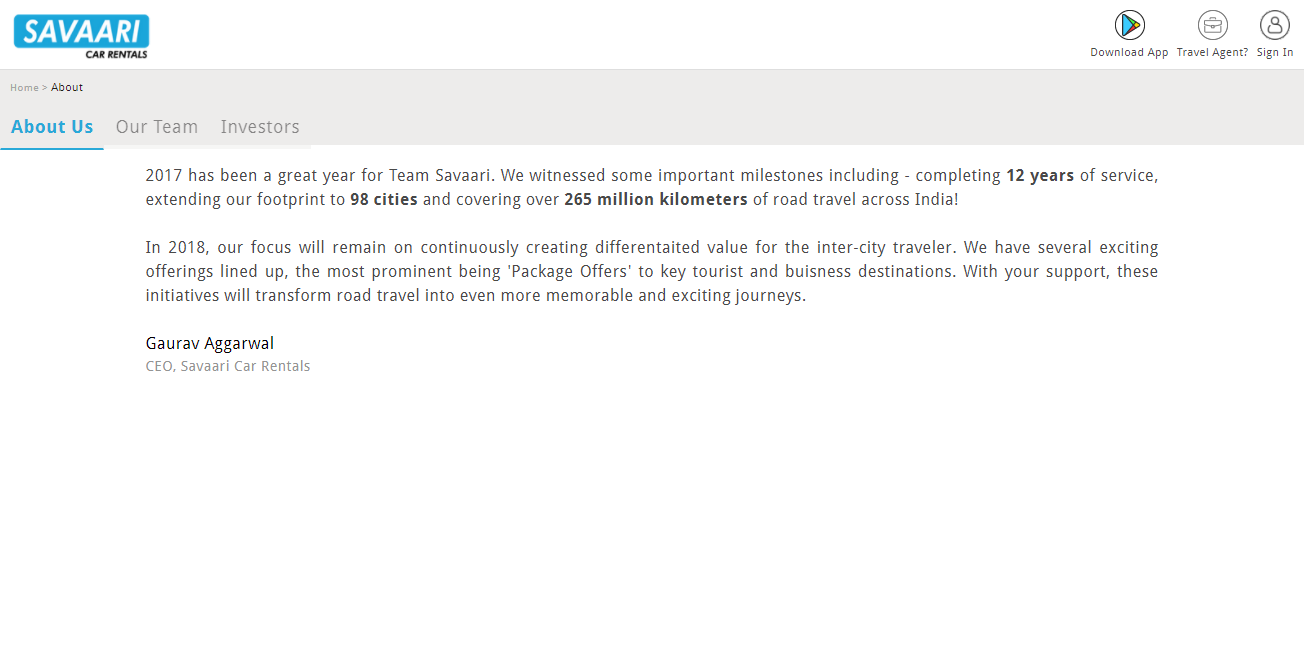 SAVAARI
CAR RENTALS
Download App
Travel Agent?
Sign In
Home > About
About Us
Our Team
Investors
2017 has been a great year for Team Savaari. We witnessed some important milestones including - completing 12 years of service,
extending our footprint to 98 cities and covering over 265 million kilometers of road travel across India!
In 2018, our focus will remain on continuously creating differentaited value for the inter-city traveler. We have several exciting
offerings lined up, the most prominent being 'Package Offers' to key tourist and buisness destinations. With your support, these
initiatives will transform road travel into even more memorable and exciting journeys.
Gaurav Aggarwal
CEO, Savaari Car Rentals